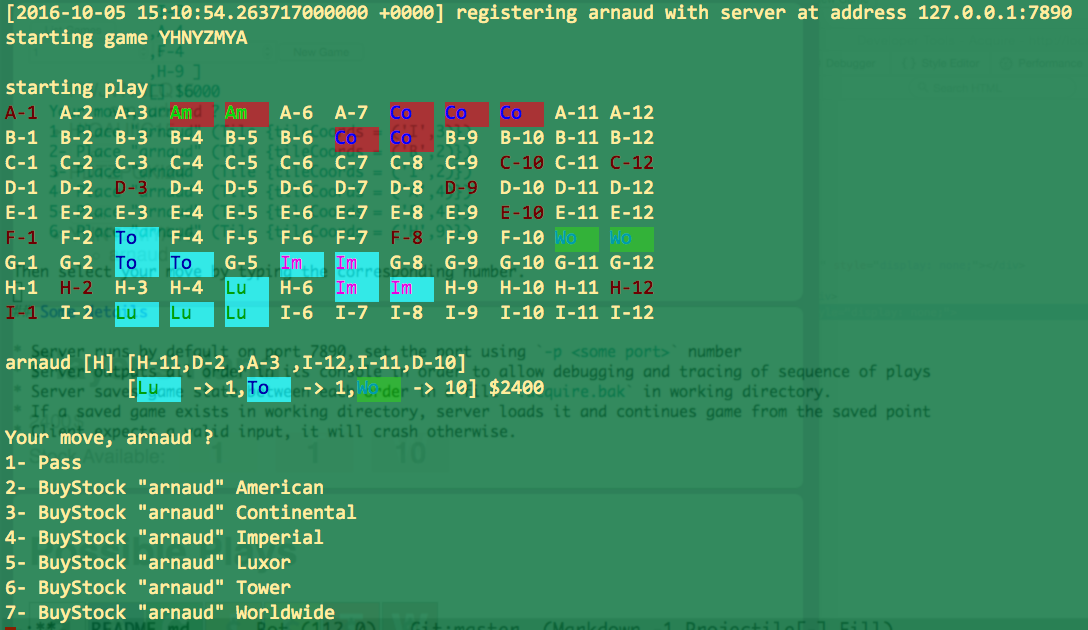 [2016-10-05 15:10:54.263717000000 +0000] registering arnaud with server at address 127.0.0.1:7890
starting game YHNYZMYA
starting play
A-1 A-2 A-3 Am Am A-6 A-7 Co Co Co A-11 A-12
B-1 B-2 B-3 B-4 B-5 B-6 Co Co B-9 B-10 B-11 B-12
C-1 C-2 C-3 C-4 C-5 C-6 C-7 C-8 C-9 C-10 C-11 C-12
D-1 D-2 D-3 D-4 D-5 D-6 D-7 D-8 D-9 D-10 D-11 D-12
E-1 E-2 E-3 E-4 E-5 E-6 E-7 E-8 E-9 E-10 E-11 E-12
F-1 F-2 To F-4 F-5 F-6 F-7 F-8 F-9 F-10 Wo Wo
G-1 G-2 To To G-5 Im Im G-8 G-9 G-10 G-11 G-12
H-1 H-2 H-3 H-4 Lu H-6 Im Im H-9 H-10 H-11 H-12
I-1 I-2 Lu Lu Lu I-6 I-7 I-8 I-9 I-10 I-11 I-12
arnaud [H] [H-11,D-2 ,A-3 ,I-12,I-11,D-10]
[Lu -> 1,To -> 1,Wo -> 10] $2400
Your move, arnaud ?
1- Pass
2- BuyStock "arnaud" American
3- BuyStock "arnaud" Continental
4- BuyStock "arnaud" Imperial
5- BuyStock "arnaud" Luxor
6- BuyStock "arnaud" Tower
7- BuyStock "arnaud" Worldwide